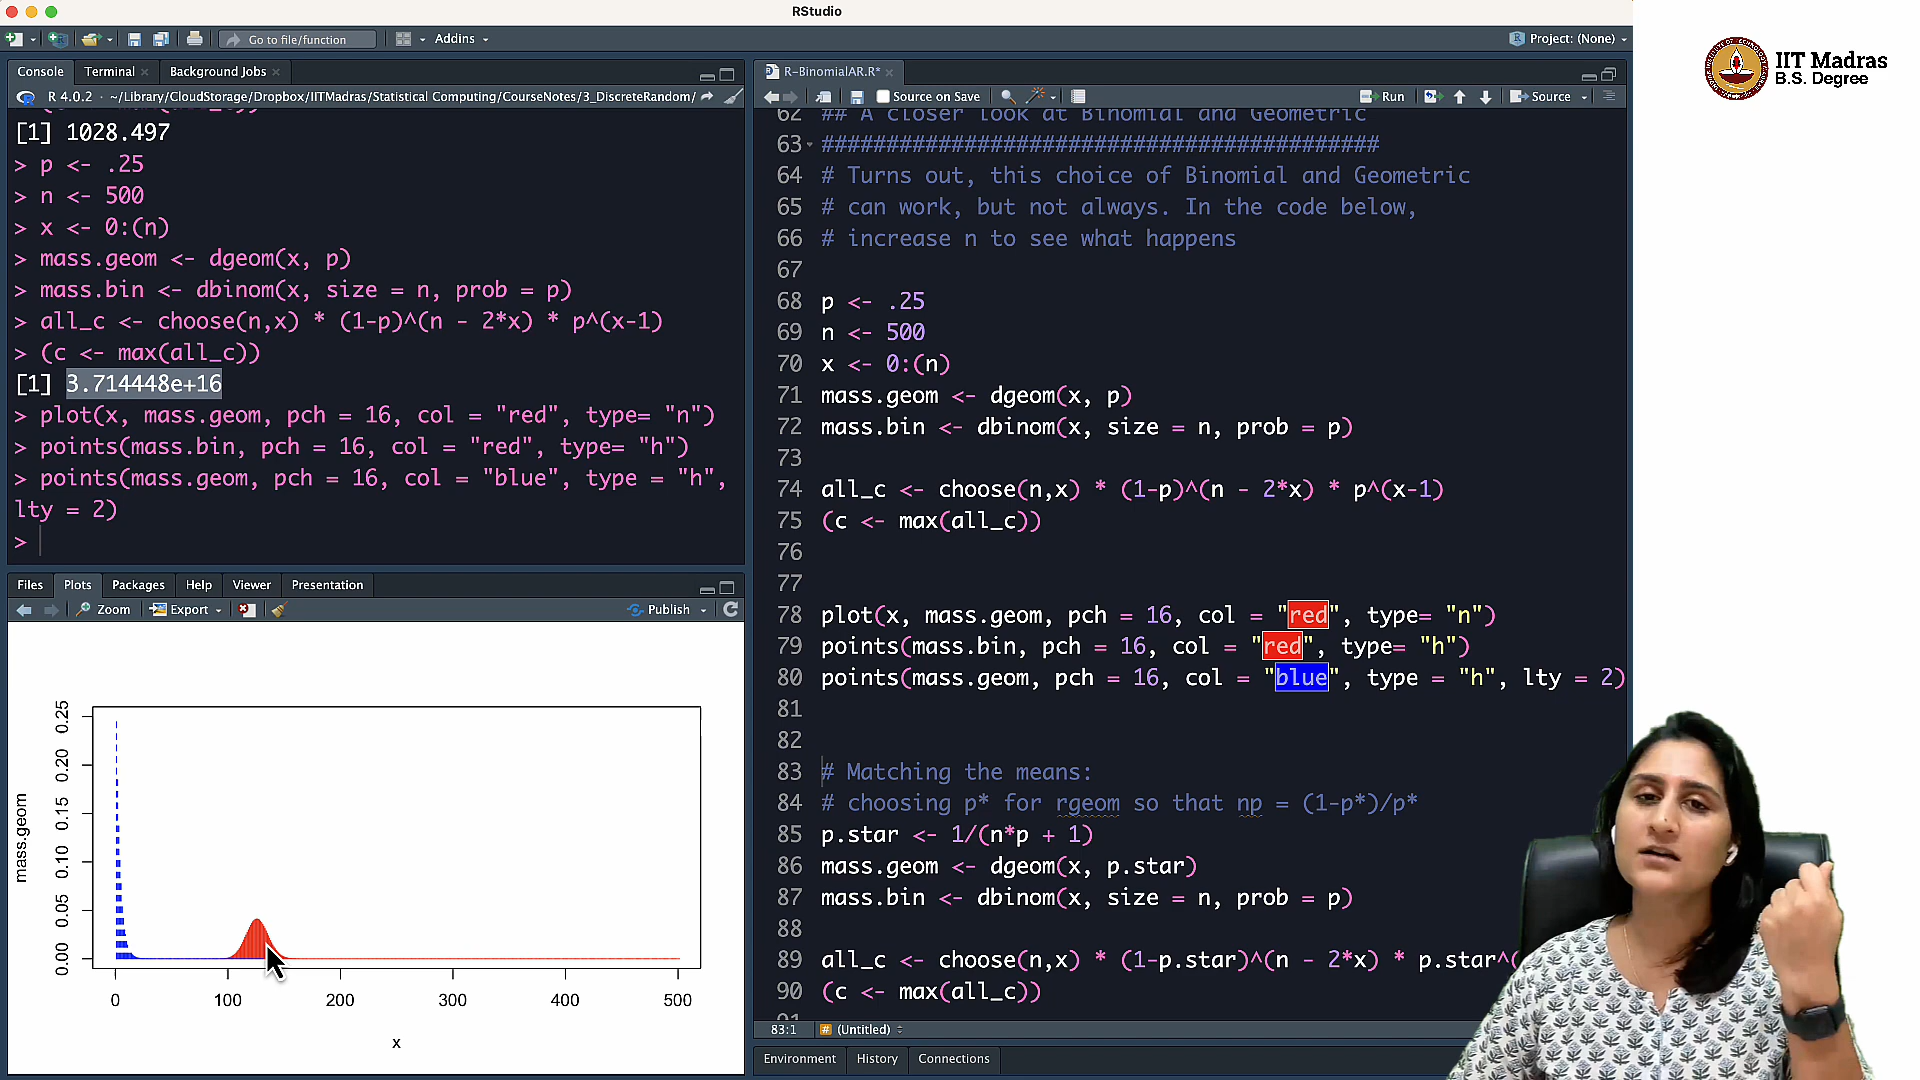 RStudio
Go to file/function
Addins
Project: (None)
IIT Madras
B.S. Degree
Console
Terminal
Background Jobs
R 4.0.2 · ~/Library/CloudStorage/Dropbox/IITMadras/Statistical Computing/CourseNotes/3_DiscreteRandom/
[1] 1028.497
> p <- .25
> n <- 500
> x <- 0:(n)
> mass.geom <- dgeom(x, p)
> mass.bin <- dbinom(x, size = n, prob = p)
> all_c <- choose(n,x) * (1-p)^(n - 2*x) * p^(x-1)
> (c <- max(all_c))
[1] 3.714448e+16
> plot(x, mass.geom, pch = 16, col = "red", type= "n")
> points(mass.bin, pch = 16, col = "red", type= "h")
> points(mass.geom, pch = 16, col = "blue", type = "h",
lty = 2)
>
Files
Plots
Packages
Help
Viewer
Presentation
Zoom
Export
Publish
mass.geom
0.25
0.20
0.15
0.10
0.05
0.00
0 100 200 300 400 500
x
R-BinomialAR.R*
Source on Save
Run
Source
62 ## A closer look at Binomial and Geometric
63 ###########################################
64 # Turns out, this choice of Binomial and Geometric
65 # can work, but not always. In the code below,
66 # increase n to see what happens
67
68 p <- .25
69 n <- 500
70 x <- 0:(n)
71 mass.geom <- dgeom(x, p)
72 mass.bin <- dbinom(x, size = n, prob = p)
73
74 all_c <- choose(n,x) * (1-p)^(n - 2*x) * p^(x-1)
75 (c <- max(all_c))
76
77
78 plot(x, mass.geom, pch = 16, col = "red", type= "n")
79 points(mass.bin, pch = 16, col = "red", type= "h")
80 points(mass.geom, pch = 16, col = "blue", type = "h", lty = 2)
81
82
83 # Matching the means:
84 # choosing p* for rgeom so that np = (1-p*)/p*
85 p.star <- 1/(n*p + 1)
86 mass.geom <- dgeom(x, p.star)
87 mass.bin <- dbinom(x, size = n, prob = p)
88
89 all_c <- choose(n,x) * (1-p.star)^(n - 2*x) * p.star^(
90 (c <- max(all_c))
83:1
(Untitled)
Environment
History
Connections